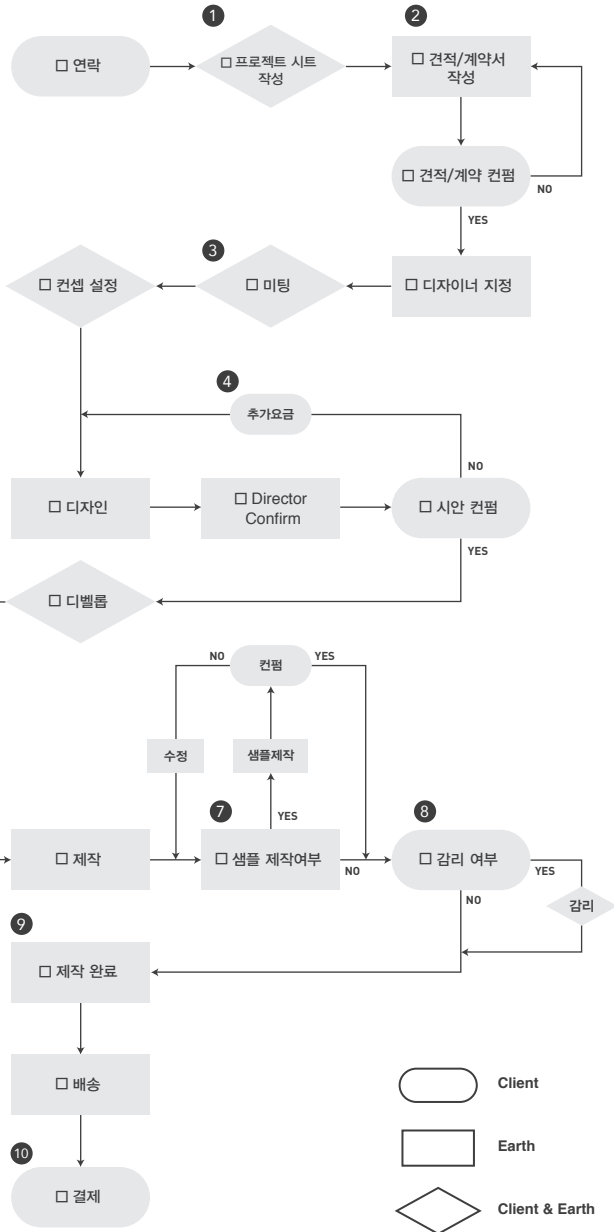 1
2
□ 연락
□ 프로젝트 시트
작성
□ 견적/계약서
작성
□ 견적/계약 컨펌
NO
YES
3
□ 컨셉 설정
□ 미팅
□ 디자이너 지정
4
추가요금
NO
□ 디자인
□ Director
Confirm
□ 시안 컨펌
YES
□ 디벨롭
NO
컨펌
YES
수정
샘플제작
YES
7
8
□ 제작
□ 샘플 제작여부
NO
□ 감리 여부
YES
NO
감리
9
□ 제작 완료
□ 배송
Client
Earth
10
□ 결제
Client & Earth